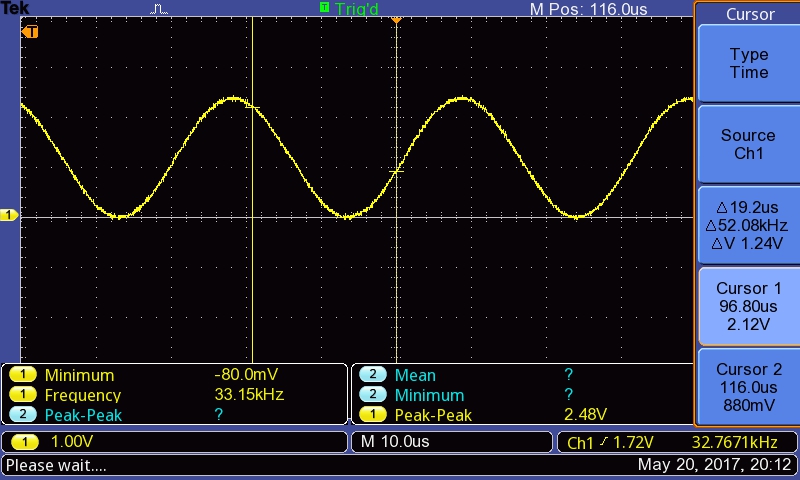 Tek Trig'd M Pos: 116.0us
Cursor
T
Type
Time
Source
Ch1
1
Δ19.2us
Δ52.08kHz
ΔV 1.24V
Cursor 1
96.80us
2.12V
Cursor 2
116.0us
880mV
1 Minimum -80.0mV
1 Frequency 33.15kHz
2 Peak-Peak ?
2 Mean ?
2 Minimum ?
1 Peak-Peak 2.48V
1 1.00V M 10.0us Ch1 / 1.72V 32.7671kHz
Please wait.... May 20, 2017, 20:12